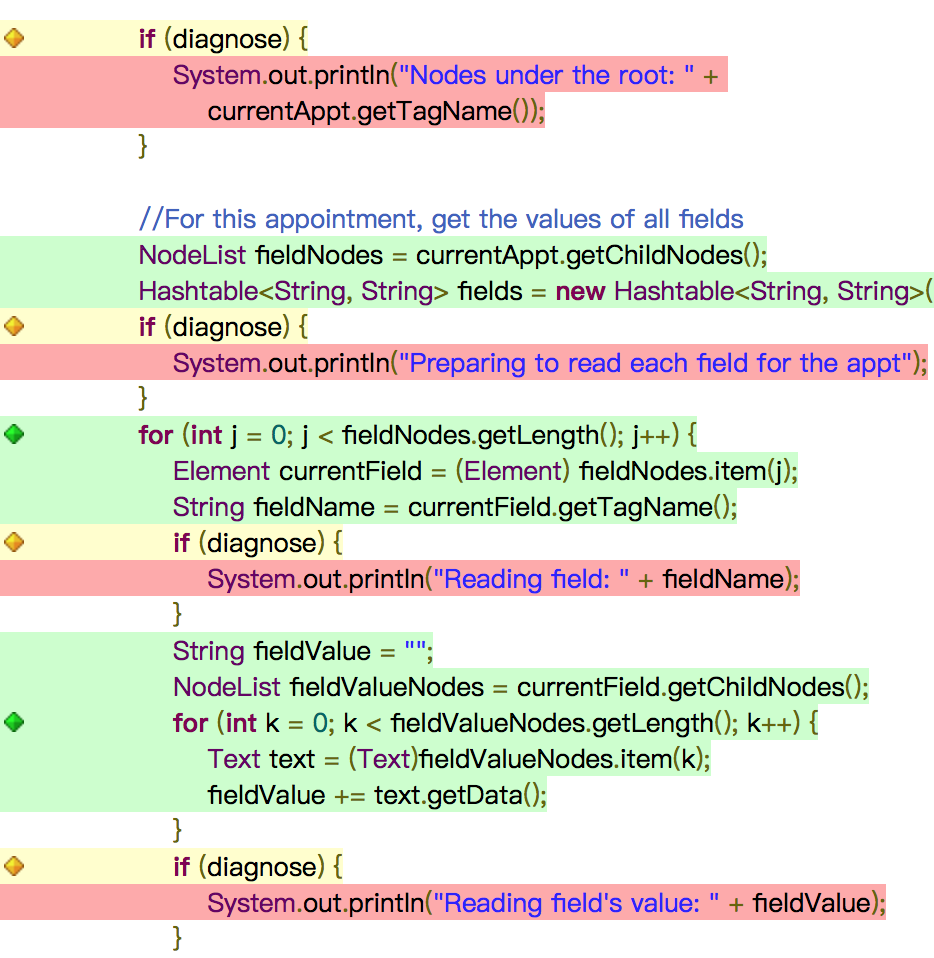 if (diagnose) {
System.out.println("Nodes under the root: " +
currentAppt.getTagName());
}
//For this appointment, get the values of all fields
NodeList fieldNodes = currentAppt.getChildNodes();
Hashtable<String, String> fields = new Hashtable<String, String>(
if (diagnose) {
System.out.println("Preparing to read each field for the appt");
}
for (int j = 0; j < fieldNodes.getLength(); j++) {
Element currentField = (Element) fieldNodes.item(j);
String fieldName = currentField.getTagName();
if (diagnose) {
System.out.println("Reading field: " + fieldName);
}
String fieldValue = "";
NodeList fieldValueNodes = currentField.getChildNodes();
for (int k = 0; k < fieldValueNodes.getLength(); k++) {
Text text = (Text)fieldValueNodes.item(k);
fieldValue += text.getData();
}
if (diagnose) {
System.out.println("Reading field's value: " + fieldValue);
}